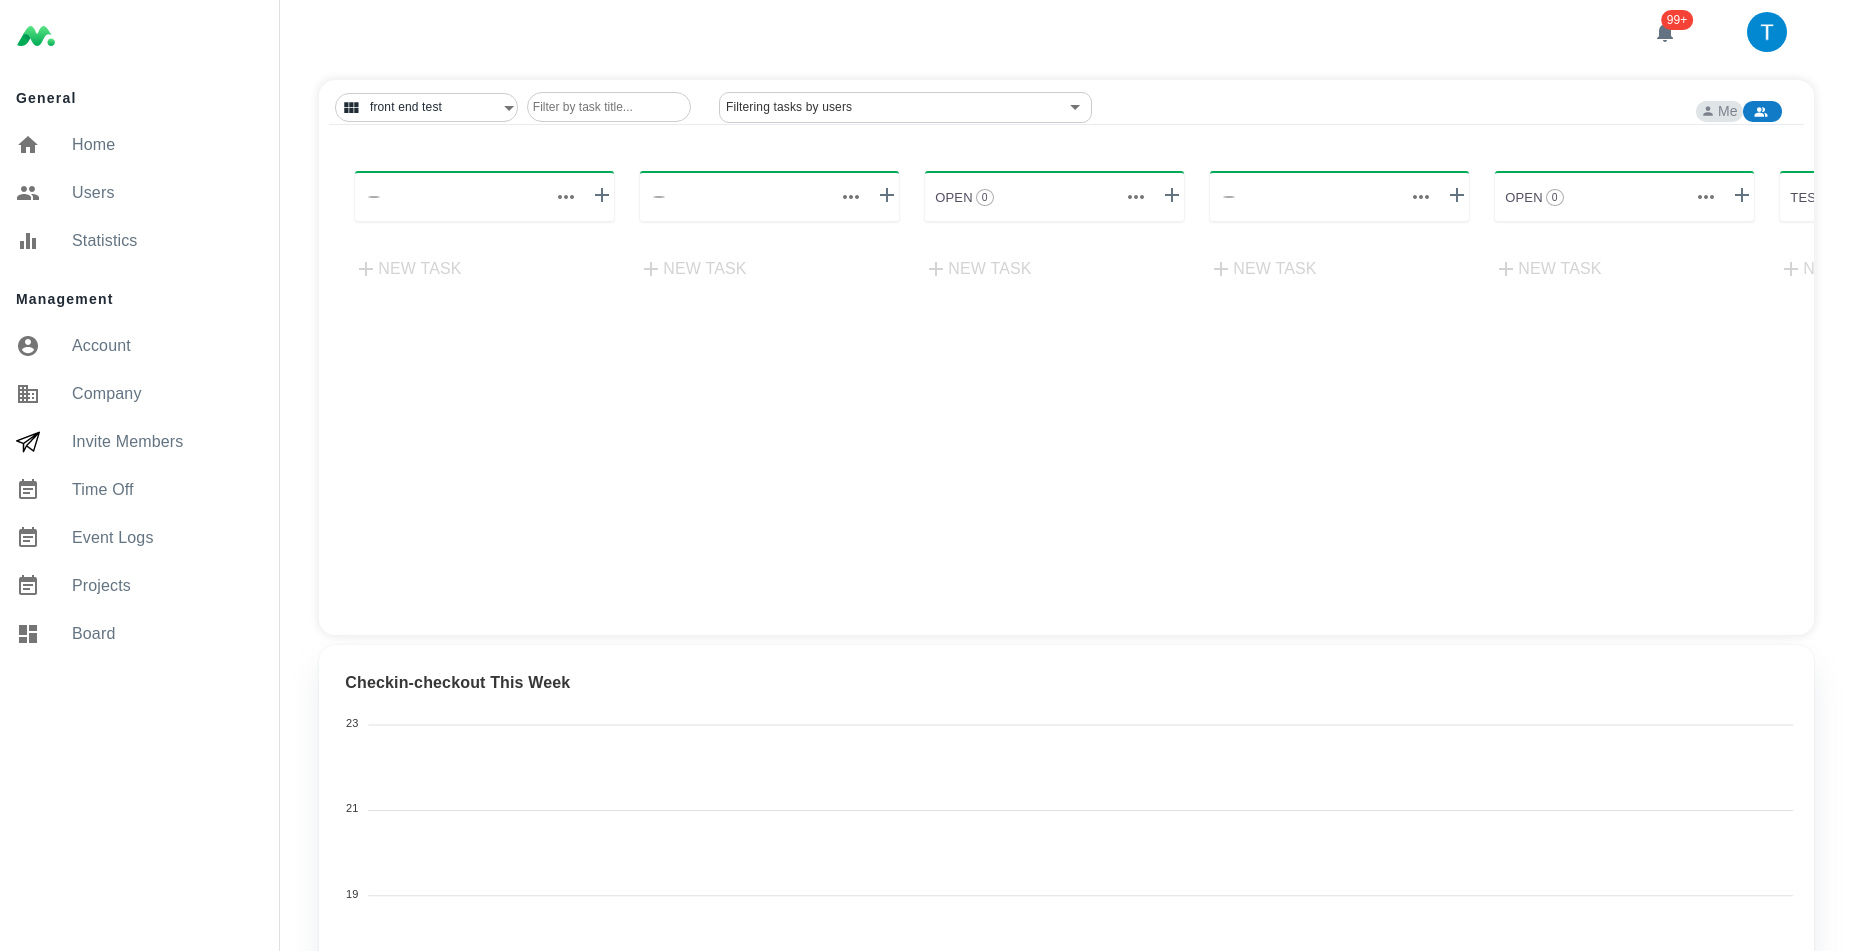 99+
T
General
Home
Users
Statistics
Management
Account
Company
Invite Members
Time Off
Event Logs
Projects
Board
front end test
Filter by task title...
Filtering tasks by users
Me
OPEN 0
OPEN 0
TES
NEW TASK
NEW TASK
NEW TASK
NEW TASK
NEW TASK
N
Checkin-checkout This Week
23
21
19